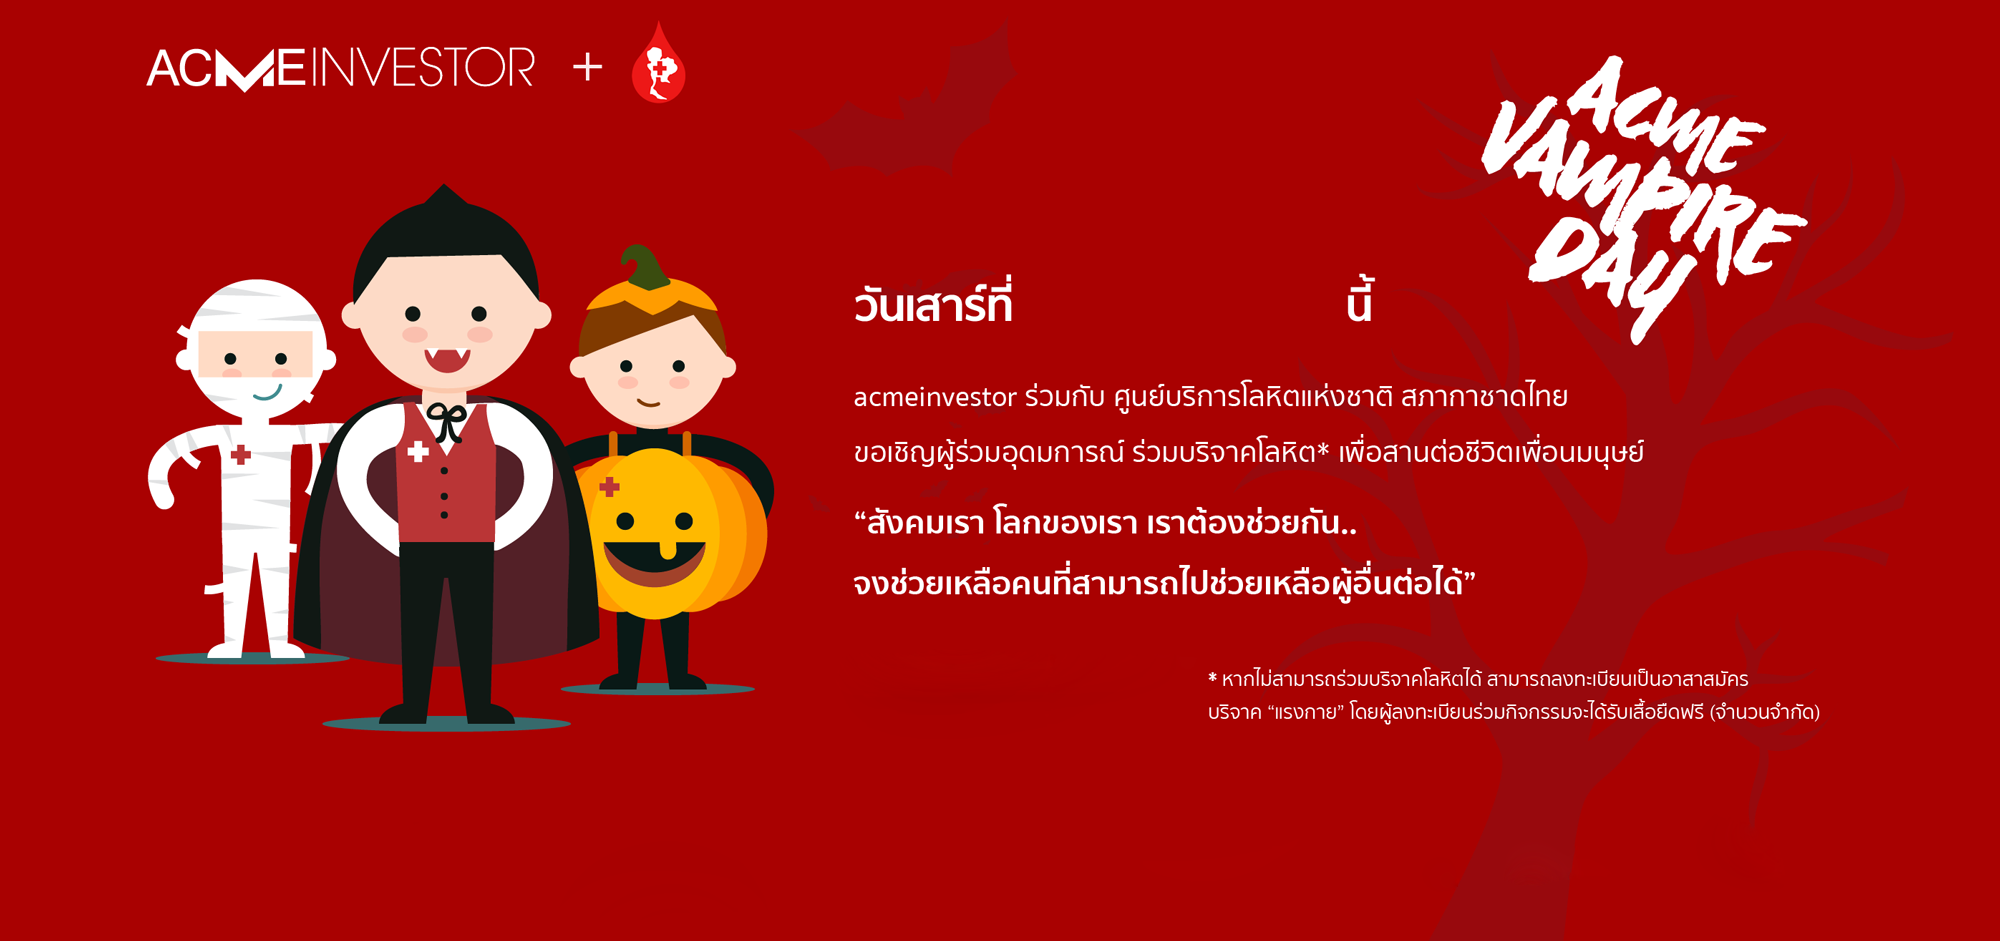 ACMEINVESTOR +
ACME
VAMPIRE
DAY
วันเสาร์ที่ นี้
acmeinvestor ร่วมกับ ศูนย์บริการโลหิตแห่งชาติ สภากาชาดไทย
ขอเชิญผู้ร่วมอุดมการณ์ ร่วมบริจาคโลหิต* เพื่อสานต่อชีวิตเพื่อนมนุษย์
“สังคมเรา โลกของเรา เราต้องช่วยกัน..
จงช่วยเหลือคนที่สามารถไปช่วยเหลือผู้อื่นต่อได้”
* หากไม่สามารถร่วมบริจาคโลหิตได้ สามารถลงทะเบียนเป็นอาสาสมัคร
บริจาค “แรงกาย” โดยผู้ลงทะเบียนร่วมกิจกรรมจะได้รับเสื้อยืดฟรี (จำนวนจำกัด)